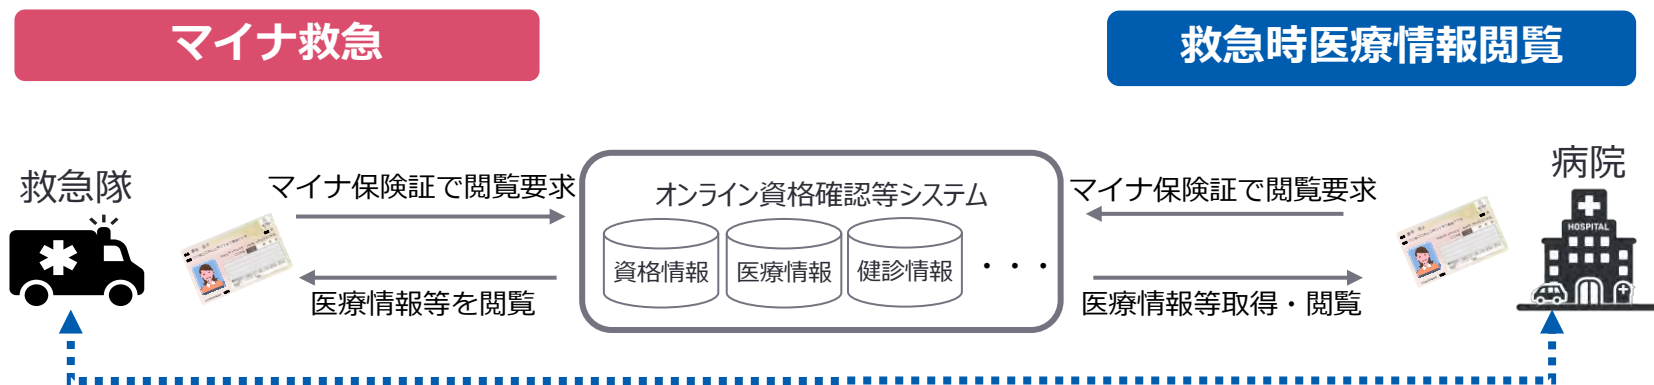 マイナ救急
救急時医療情報閲覧
救急隊
マイナ保険証で閲覧要求
医療情報等を閲覧
オンライン資格確認等システム
資格情報
医療情報
健診情報
・・・
マイナ保険証で閲覧要求
医療情報等取得・閲覧
病院
HOSPITAL